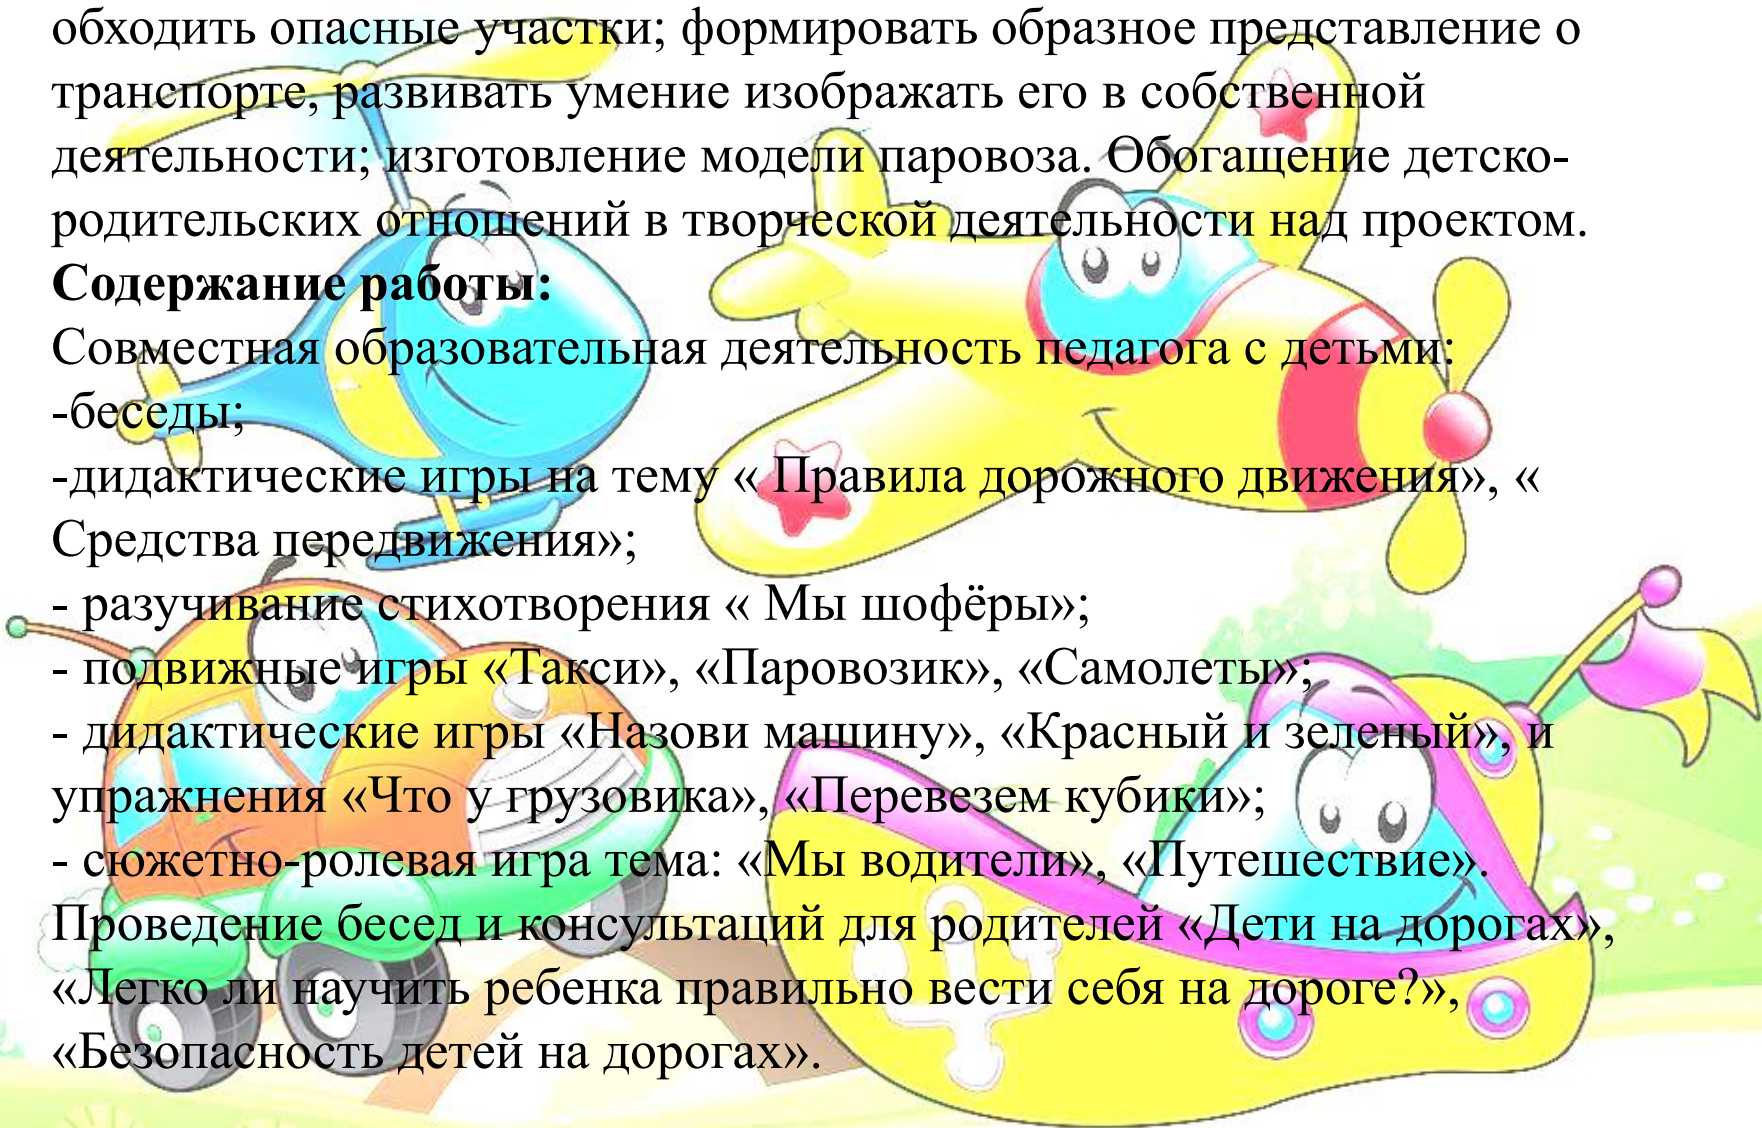 обходить опасные участки; формировать образное представление о
транспорте, развивать умение изображать его в собственной
деятельности; изготовление модели паровоза. Обогащение детско-
родительских отношений в творческой деятельности над проектом.
Содержание работы:
Совместная образовательная деятельность педагога с детьми:
-беседы;
-дидактические игры на тему « Правила дорожного движения», «
Средства передвижения»;
- разучивание стихотворения « Мы шофёры»;
- подвижные игры «Такси», «Паровозик», «Самолеты»;
- дидактические игры «Назови машину», «Красный и зеленый», и
упражнения «Что у грузовика», «Перевезем кубики»;
- сюжетно-ролевая игра тема: «Мы водители», «Путешествие».
Проведение бесед и консультаций для родителей «Дети на дорогах»,
«Легко ли научить ребенка правильно вести себя на дороге?»,
«Безопасность детей на дорогах».